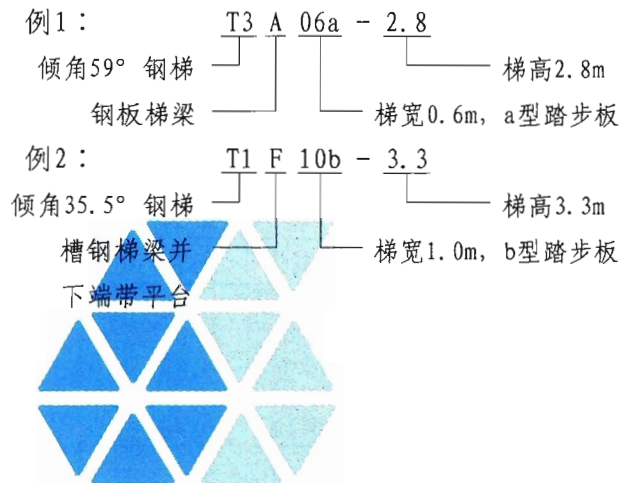 例1：
T3 A 06a - 2.8
倾角59° 钢梯
梯高2.8m
钢板梯梁
梯宽0.6m, a型踏步板
例2：
T1 F 10b - 3.3
倾角35.5° 钢梯
梯高3.3m
槽钢梯梁并
梯宽1.0m, b型踏步板
下端带平台